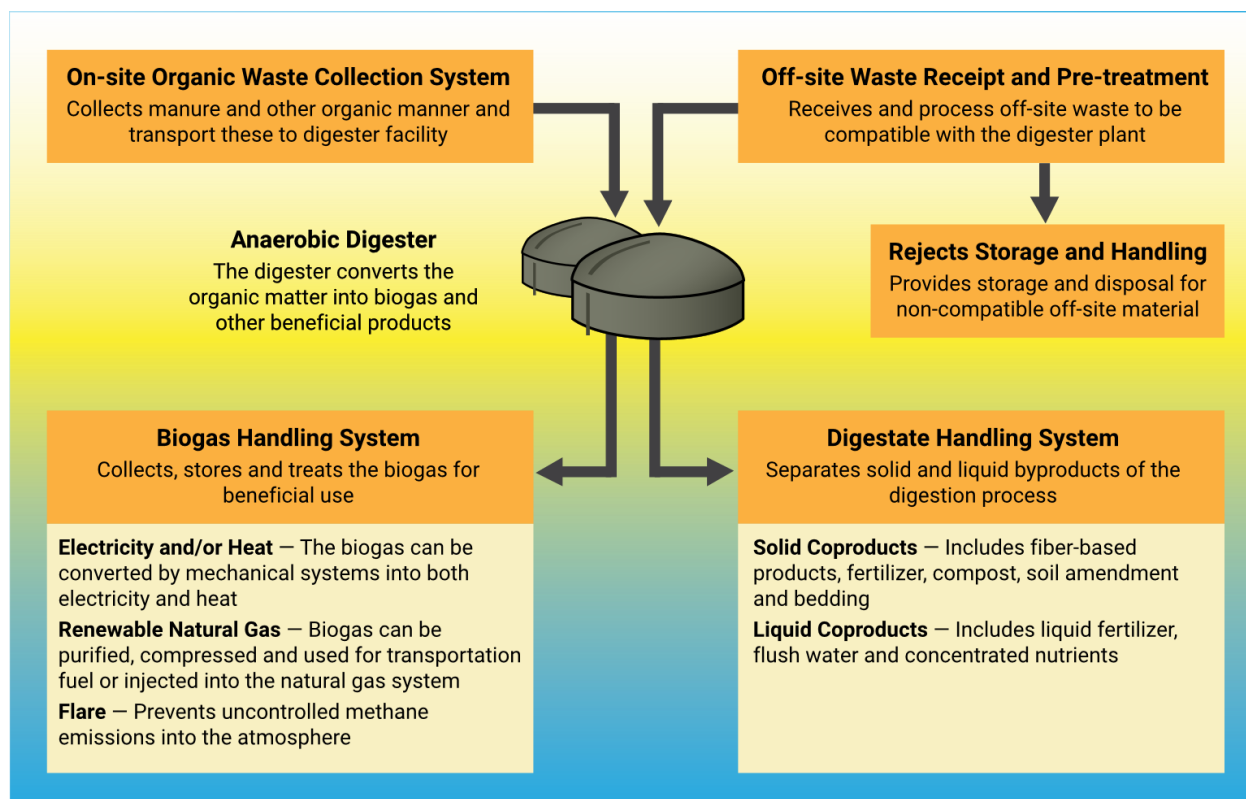 On-site Organic Waste Collection System
Collects manure and other organic manner and
transport these to digester facility
Off-site Waste Receipt and Pre-treatment
Receives and process off-site waste to be
compatible with the digester plant
Anaerobic Digester
The digester converts the
organic matter into biogas and
other beneficial products
Rejects Storage and Handling
Provides storage and disposal for
non-compatible off-site material
Biogas Handling System
Collects, stores and treats the biogas for
beneficial use
Electricity and/or Heat — The biogas can be
converted by mechanical systems into both
electricity and heat
Renewable Natural Gas — Biogas can be
purified, compressed and used for transportation
fuel or injected into the natural gas system
Flare — Prevents uncontrolled methane
emissions into the atmosphere
Digestate Handling System
Separates solid and liquid byproducts of the
digestion process
Solid Coproducts — Includes fiber-based
products, fertilizer, compost, soil amendment
and bedding
Liquid Coproducts — Includes liquid fertilizer,
flush water and concentrated nutrients